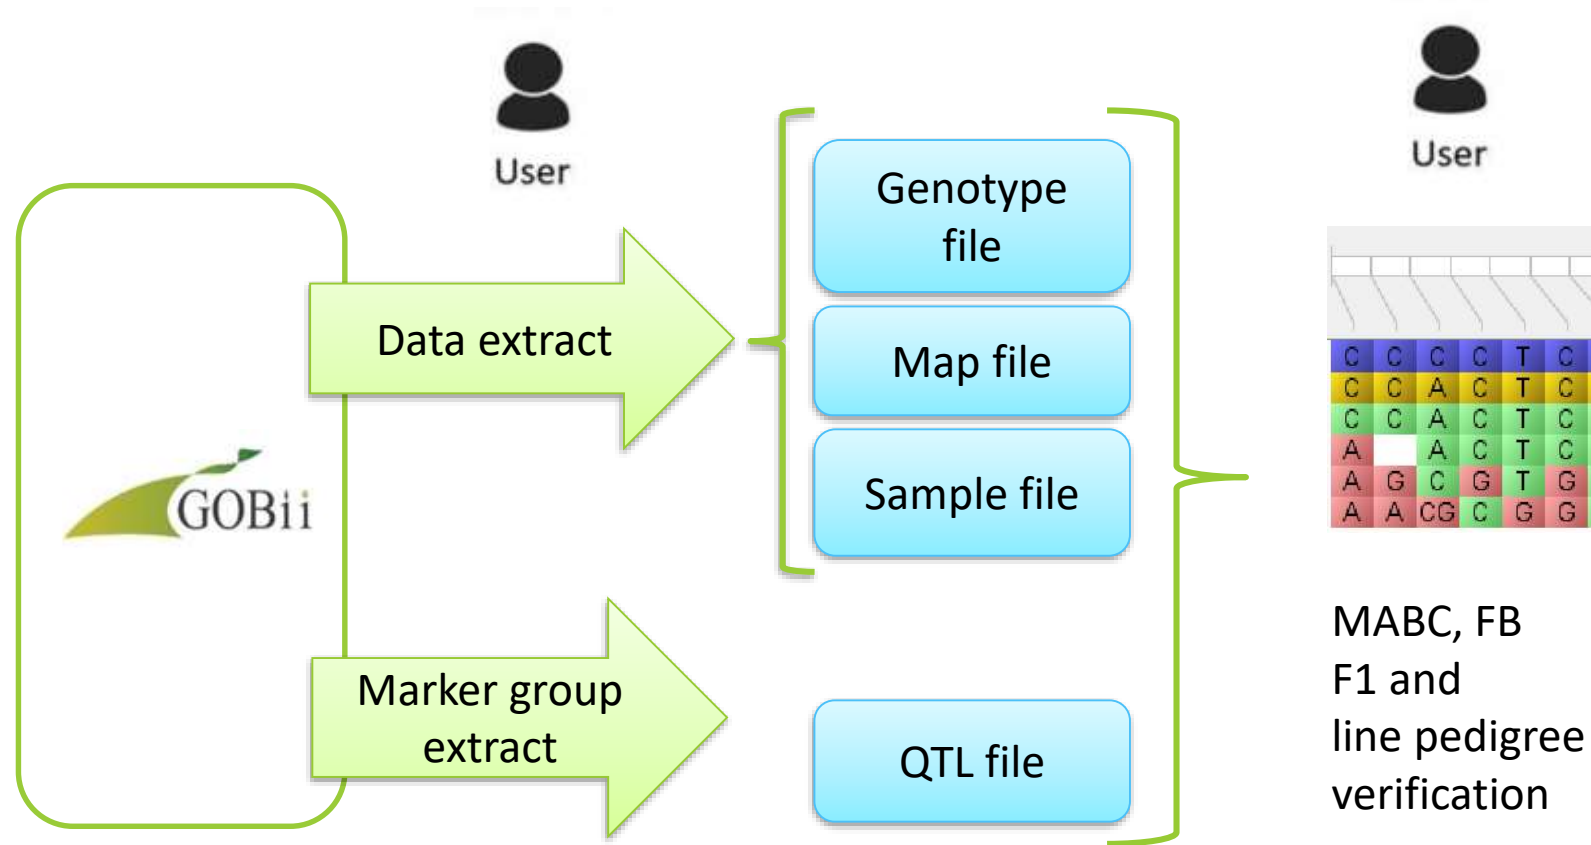 User
User
GOBii
Data extract
Marker group
extract
Genotype
file
Map file
Sample file
QTL file
C C C C T C
C C A C T C
C C A C T C
A A C T C
A G C G T G
A A CG C G G
MABC, FB
F1 and
line pedigree
verification